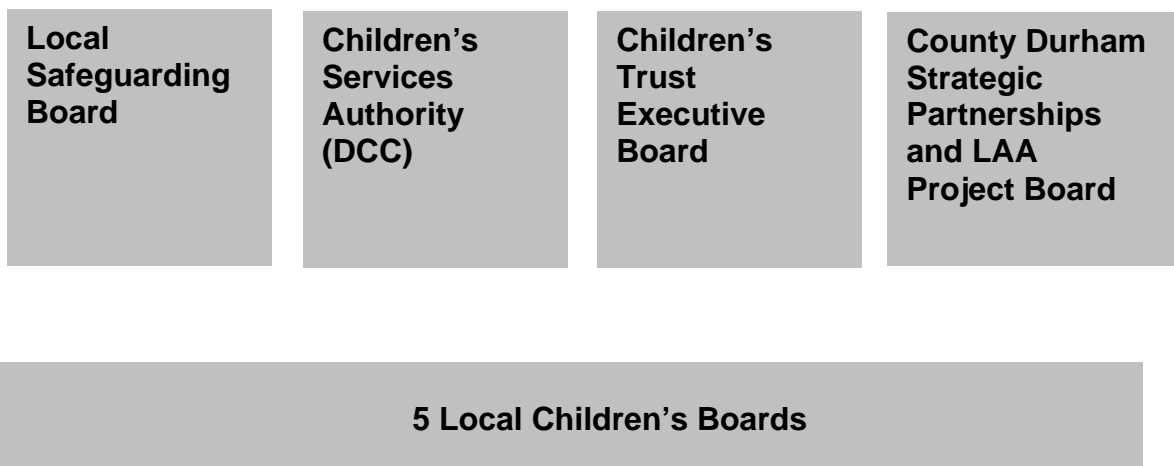 Local
Safeguarding
Board
Children’s
Services
Authority
(DCC)
Children’s
Trust
Executive
Board
County Durham
Strategic
Partnerships
and LAA
Project Board
5 Local Children’s Boards